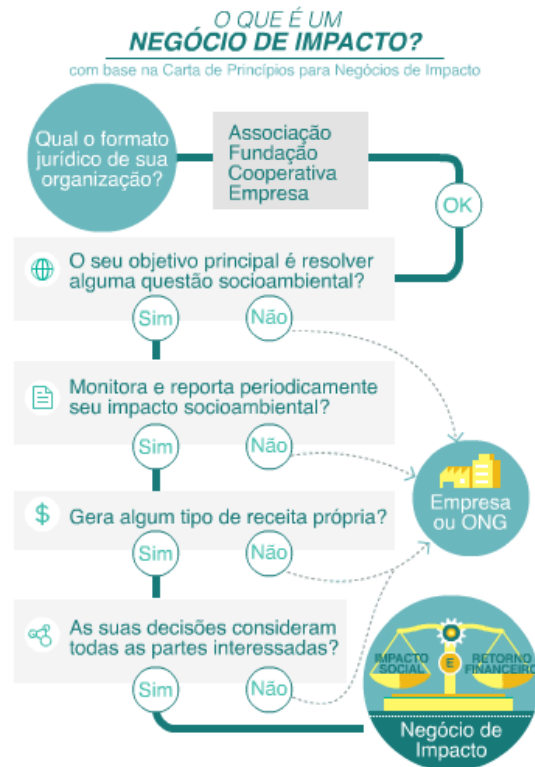 O QUE É UM
NEGÓCIO DE IMPACTO?
com base na Carta de Princípios para Negócios de Impacto
Qual o formato
jurídico de sua
organização?
Associação
Fundação
Cooperativa
Empresa
OK
O seu objetivo principal é resolver
alguma questão socioambiental?
Sim
Não
Monitora e reporta periodicamente
seu impacto socioambiental?
Sim
Não
Empresa
ou ONG
$ Gera algum tipo de receita própria?
Sim
Não
As suas decisões consideram
todas as partes interessadas?
Sim
Não
IMPACTO
SOCIAL
E
RETORNO
FINANCEIRO
Negócio de
Impacto